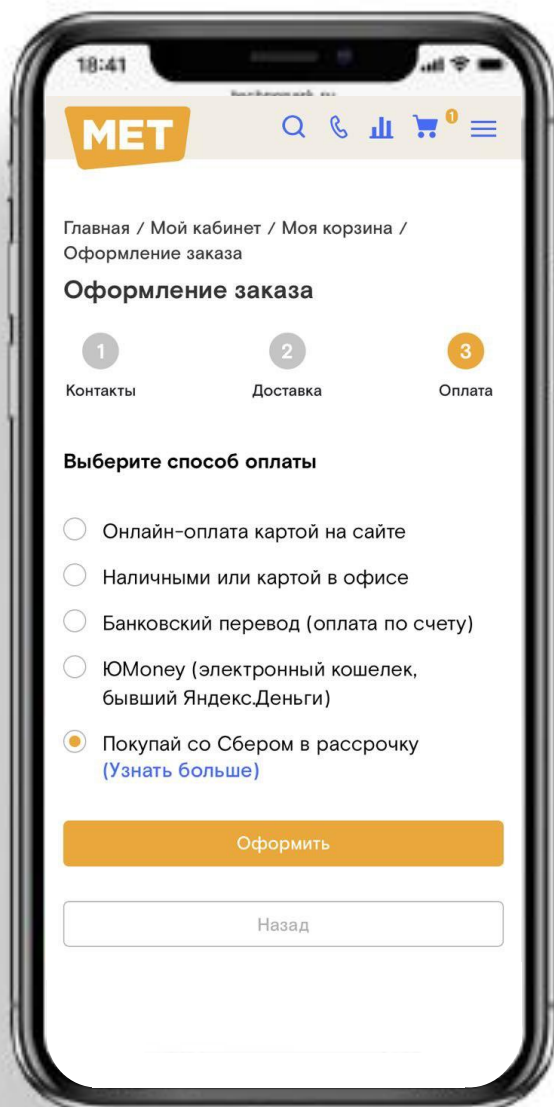 18:41
МЕТ
1
Главная / Мой кабинет / Моя корзина /
Оформление заказа
Оформление заказа
1 2 3
Контакты Доставка Оплата
Выберите способ оплаты
Онлайн-оплата картой на сайте
Наличными или картой в офисе
Банковский перевод (оплата по счету)
ЮMoney (электронный кошелек,
бывший Яндекс.Деньги)
Покупай со Сбером в рассрочку
(Узнать больше)
Оформить
Назад